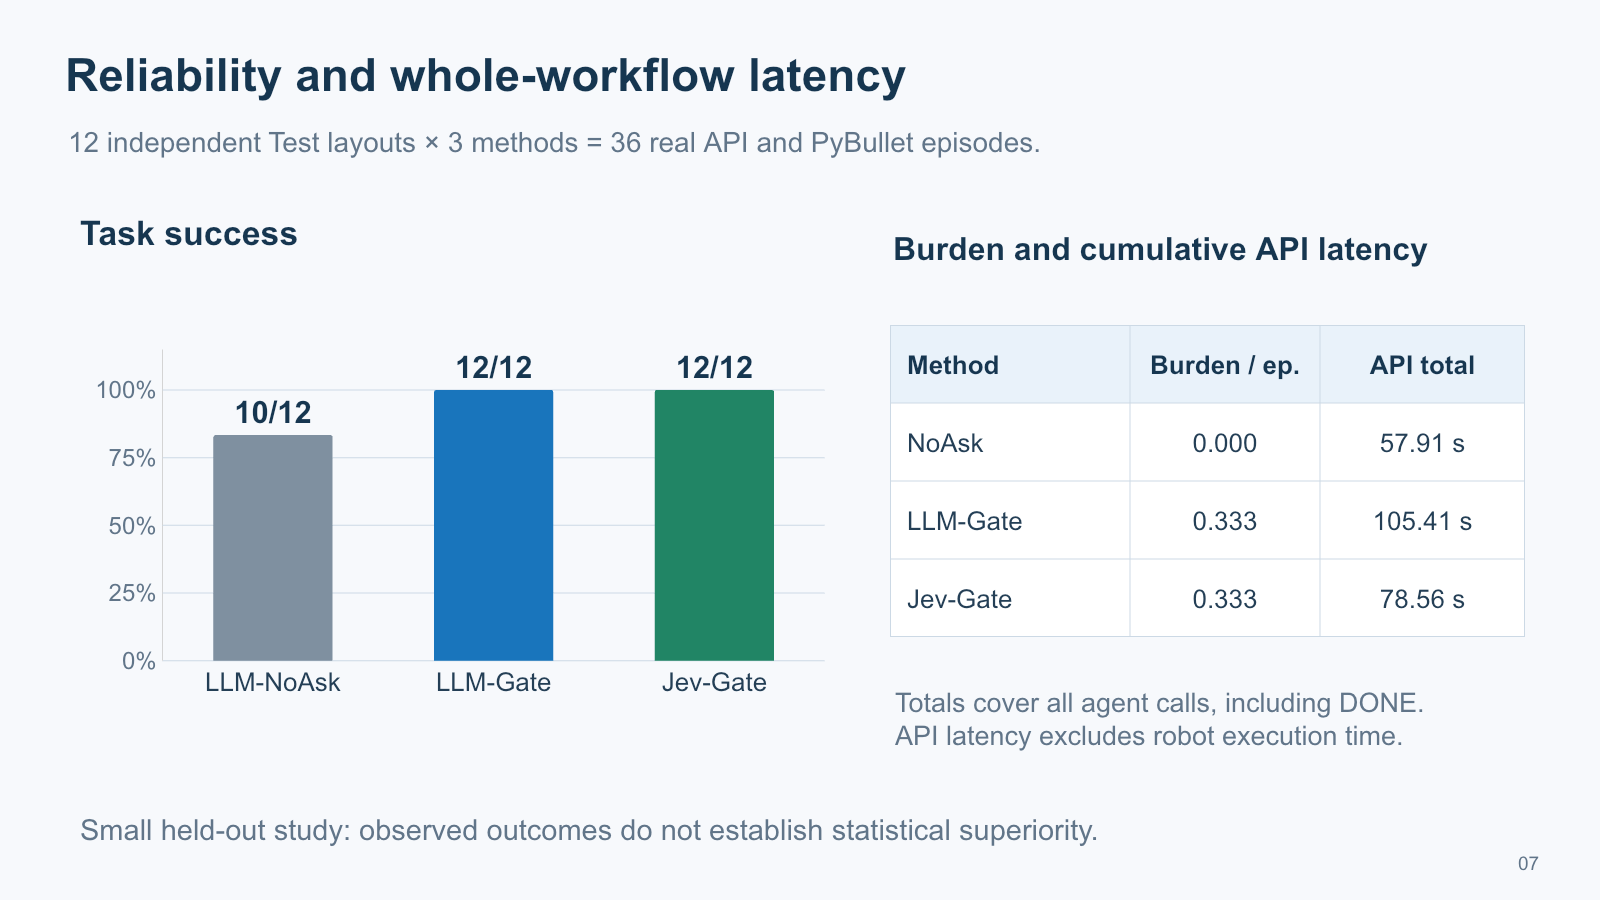 Reliability and whole-workflow latency
12 independent Test layouts × 3 methods = 36 real API and PyBullet episodes.
Task success
100%
75%
50%
25%
0%
10/12
12/12
12/12
LLM-NoAsk
LLM-Gate
Jev-Gate
Burden and cumulative API latency
Method Burden / ep. API total
NoAsk 0.000 57.91 s
LLM-Gate 0.333 105.41 s
Jev-Gate 0.333 78.56 s
Totals cover all agent calls, including DONE.
API latency excludes robot execution time.
Small held-out study: observed outcomes do not establish statistical superiority.
07